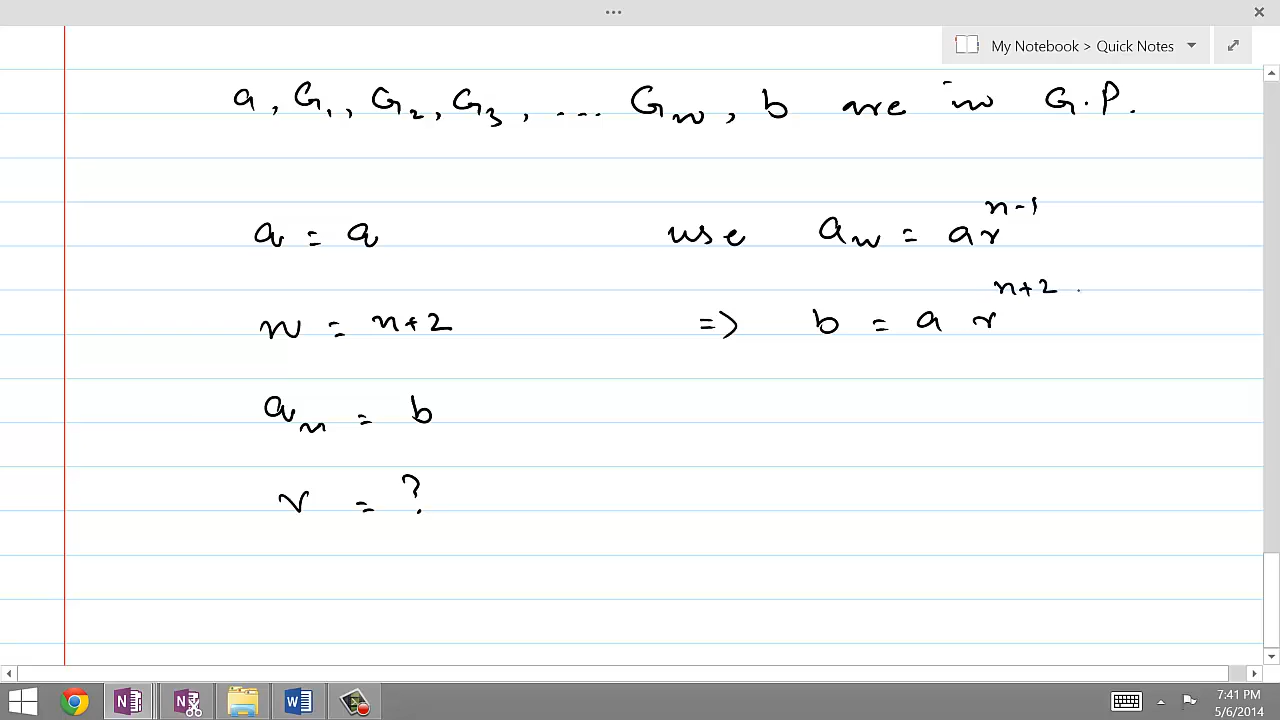 ...
My Notebook > Quick Notes
a, G₁, G₂, G₃, ... Gₙ, b are in G.P.
a = a use aₙ = arⁿ⁻¹
n = n+2 => b = a rⁿ⁺²
aₙ = b
r = ?
7:41 PM
5/6/2014